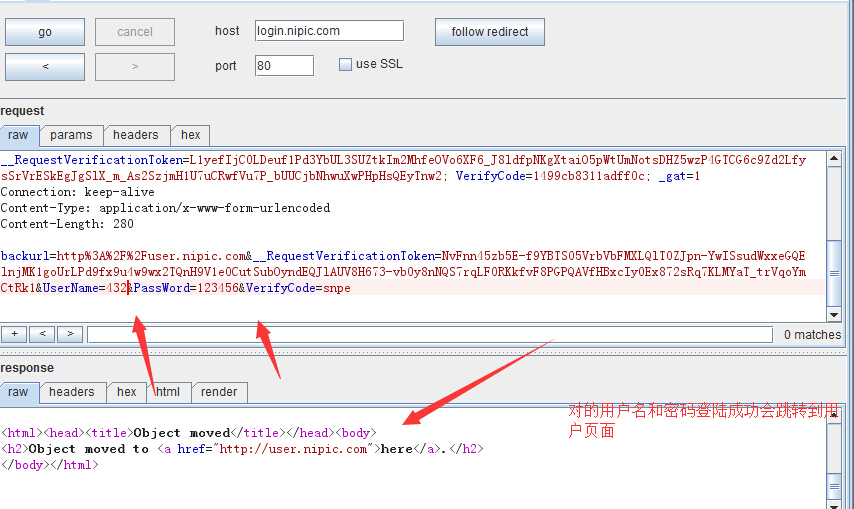 go
cancel
host
login.nipic.com
follow redirect
<
>
port
80
use SSL
request
raw
params
headers
hex
__RequestVerificationToken=L1yefIjC0LDeuf1Pd3YbUL3SUZtkIm2MhfeOVo6XF6_J8ldfpNKgXtaiO5pWtUmNotsDHZ5wzP4GTCG6c9Zd2Lfy
sSrVrESkEgJgSlX_m_As2SzjmH1U7uCRwfVu7P_bUUCjbNhwuXwPHpHsQEyTnw2; VerifyCode=1499cb8311adff0c; _gat=1
Connection: keep-alive
Content-Type: application/x-www-form-urlencoded
Content-Length: 280
backurl=http%3A%2F%2Fuser.nipic.com&__RequestVerificationToken=NvFnn45zb5E-f9YBTS05VrbVbFMXLQlT0ZJpn-YwISsudWxxeGQE
lnjMK1goUrLPd9fx9u4w9wx2TQnH9V1e0CutSubOyndEQJlAUV8H673-vb0y8nNQS7rqLF0RKkfvF8PGPQAVfHBxcIy0Ex872sRq7KLMYaT_trVqoYm
CtRk1&UserName=432&PassWord=123456&VerifyCode=snpe
+
<
>
0 matches
response
raw
headers
hex
html
render
对的用户名和密码登陆成功会跳转到用
户页面
<html><head><title>Object moved</title></head><body>
<h2>Object moved to <a href="http://user.nipic.com">here</a>.</h2>
</body></html>